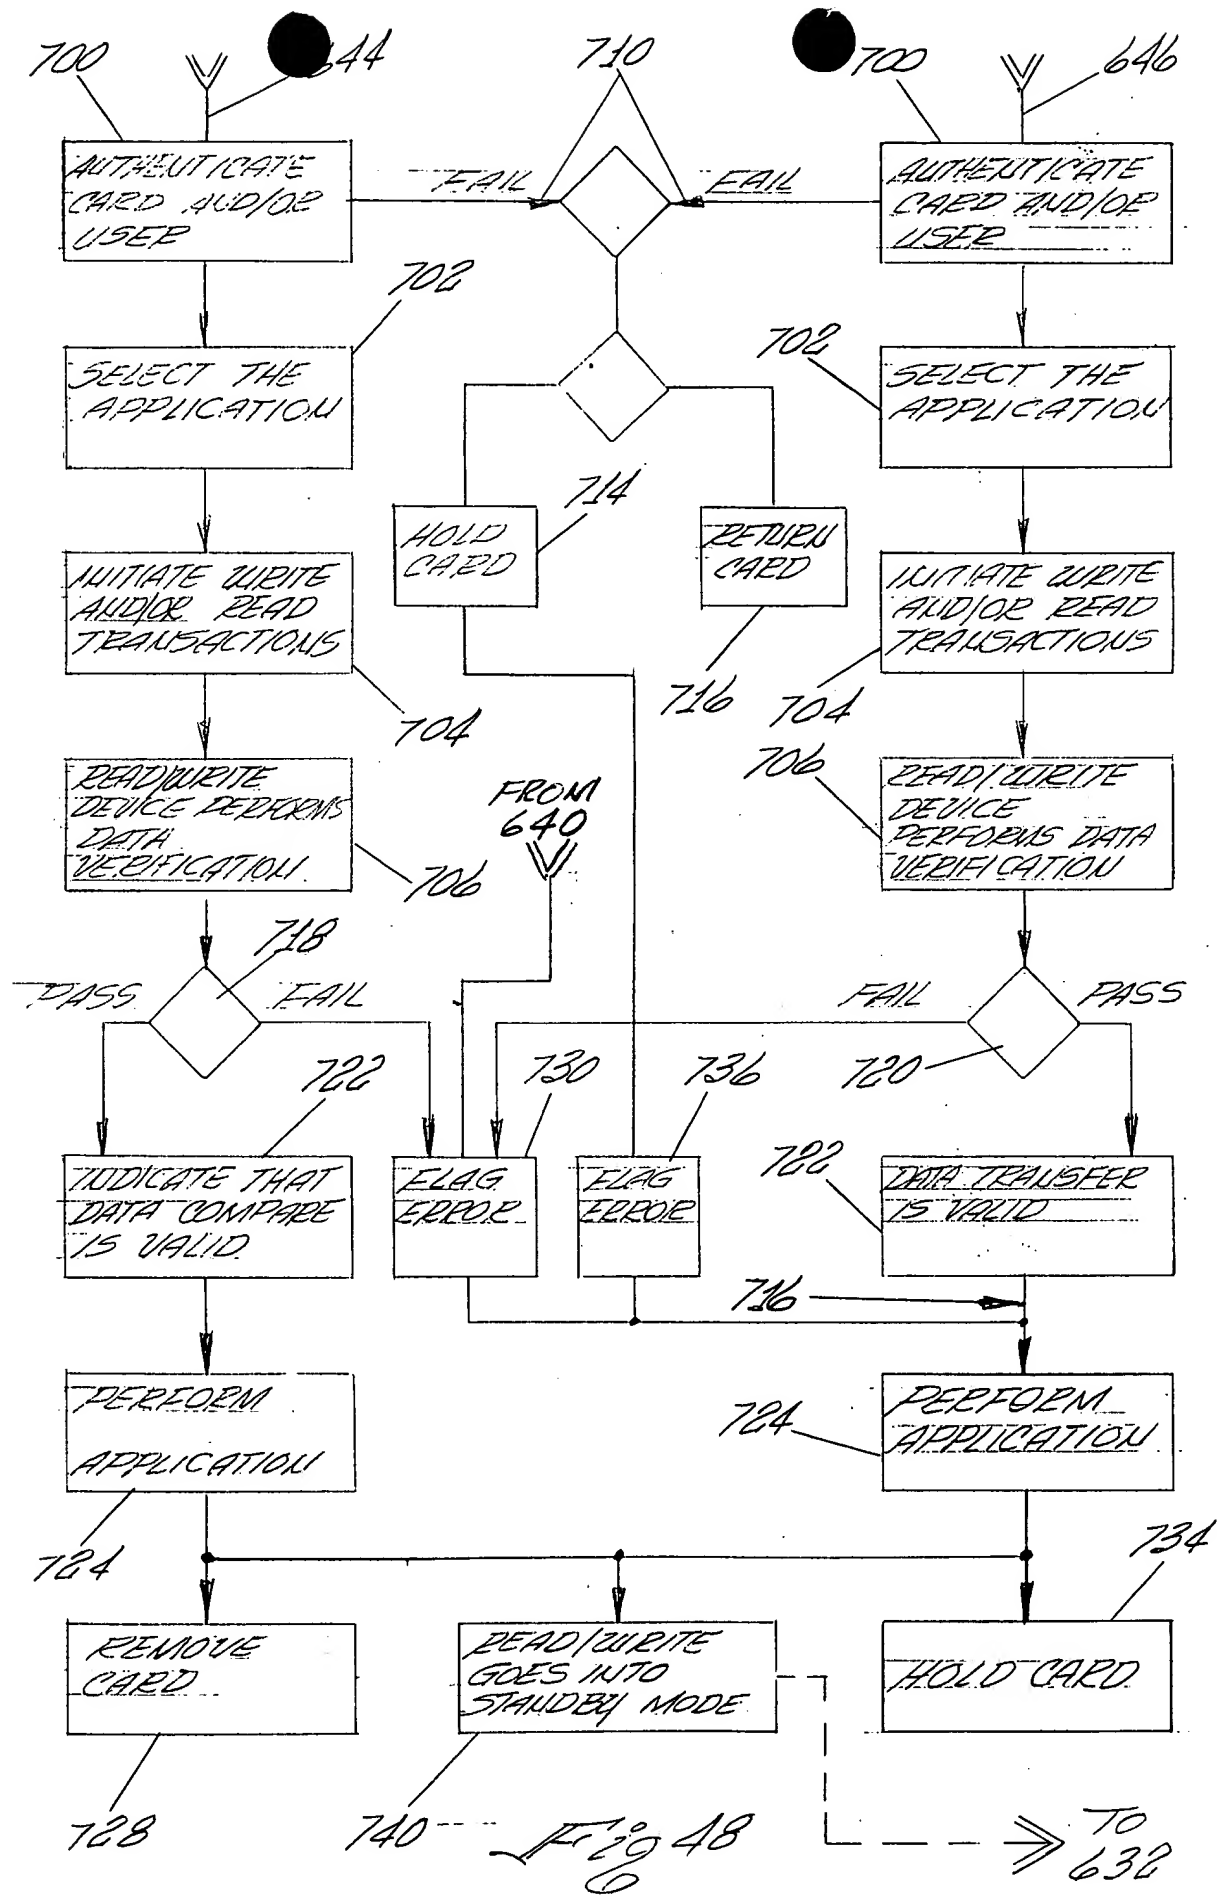 700
644
710
700
646
AUTHENTICATE
CARD AND/OR
USER
FAIL
FAIL
AUTHENTICATE
CARD AND/OR
USER
702
702
SELECT THE
APPLICATION
SELECT THE
APPLICATION
714
HOLD
CARD
RETURN
CARD
INITIATE WRITE
AND/OR READ
TRANSACTIONS
INITIATE WRITE
AND/OR READ
TRANSACTIONS
716
704
704
706
READ/WRITE
DEVICE PERFORMS
DATA
VERIFICATION
FROM
640
READ/WRITE
DEVICE
PERFORMS DATA
VERIFICATION
706
718
PASS
FAIL
FAIL
PASS
722
730
736
720
722
INDICATE THAT
DATA COMPARE
IS VALID
FLAG
ERROR
FLAG
ERROR
DATA TRANSFER
IS VALID
716
PERFORM
APPLICATION
724
PERFORM
APPLICATION
724
734
REMOVE
CARD
READ/WRITE
GOES INTO
STANDBY MODE
HOLD CARD
728
740
Fig 48
TO
632